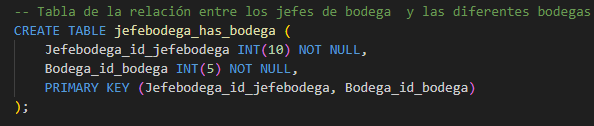 -- Tabla de la relación entre los jefes de bodega  y las diferentes bodegas
CREATE TABLE jefebodega_has_bodega (
    Jefebodega_id_jefebodega INT(10) NOT NULL,
    Bodega_id_bodega INT(5) NOT NULL,
    PRIMARY KEY (Jefebodega_id_jefebodega, Bodega_id_bodega)
);